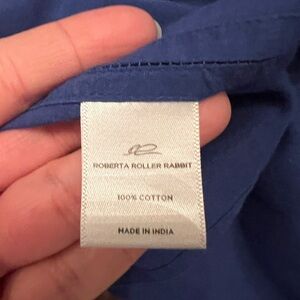 ROBERTA ROLLER RABBIT
100% COTTON
MADE IN INDIA